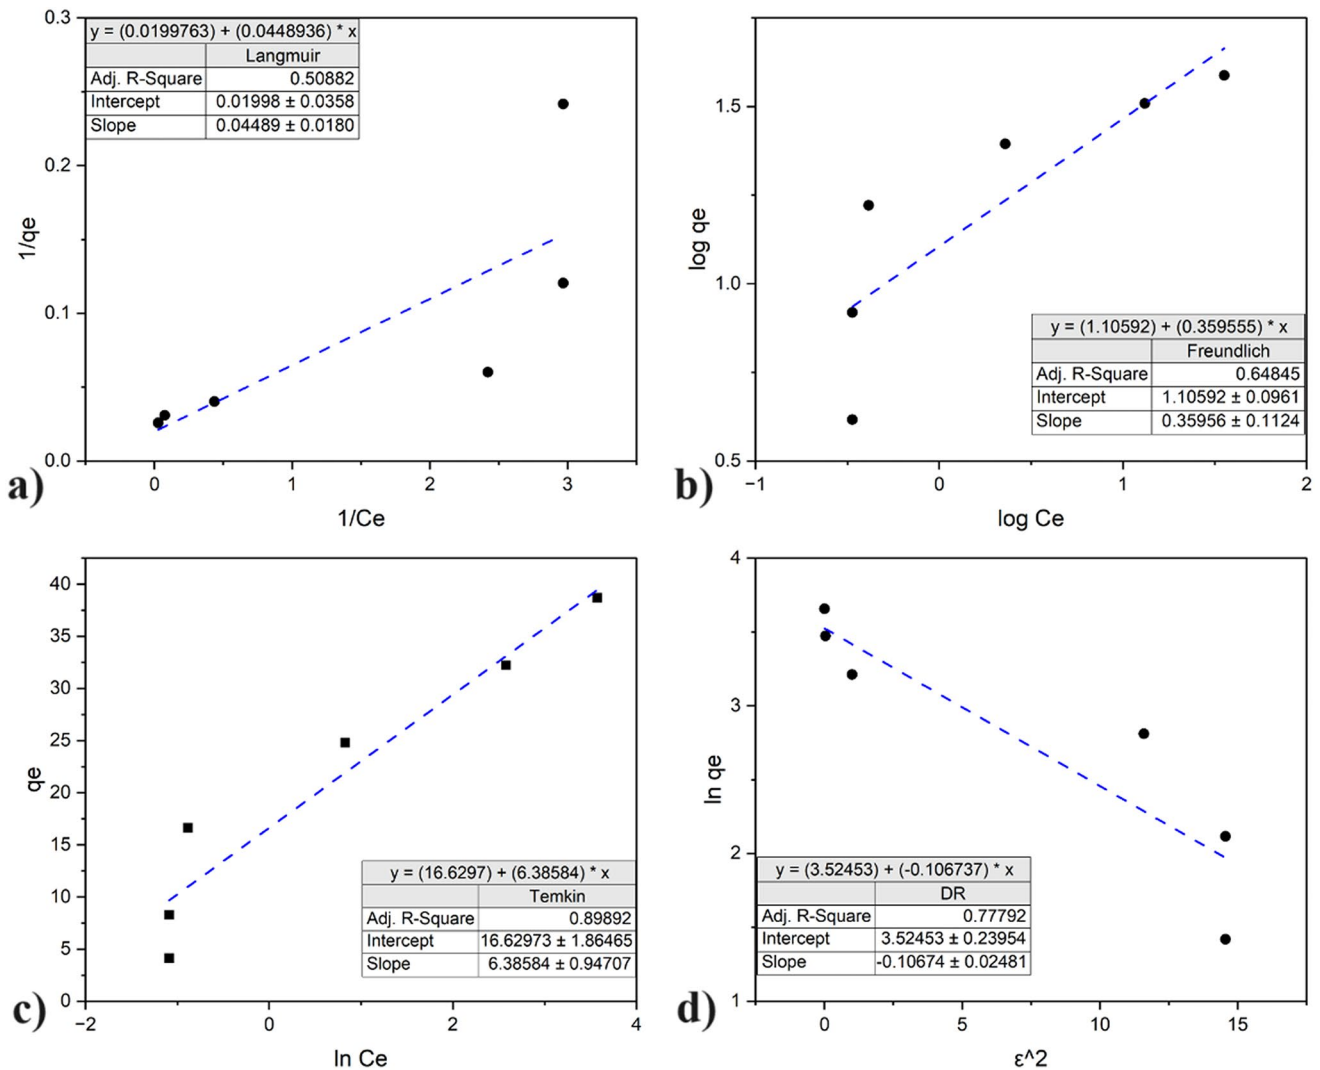 y = (0.0199763) + (0.0448936) * x
Langmuir
Adj. R-Square 0.50882
Intercept 0.01998 ± 0.0358
Slope 0.04489 ± 0.0180
0.3
0.2
0.1
0.0
1/qe
0 1 2 3
1/Ce
a)
y = (1.10592) + (0.359555) * x
Freundlich
Adj. R-Square 0.64845
Intercept 1.10592 ± 0.0961
Slope 0.35956 ± 0.1124
1.5
1.0
0.5
log qe
−1 0 1 2
log Ce
b)
y = (16.6297) + (6.38584) * x
Temkin
Adj. R-Square 0.89892
Intercept 16.62973 ± 1.86465
Slope 6.38584 ± 0.94707
40
35
30
25
20
15
10
5
0
qe
−2 0 2 4
ln Ce
c)
y = (3.52453) + (-0.106737) * x
DR
Adj. R-Square 0.77792
Intercept 3.52453 ± 0.23954
Slope -0.10674 ± 0.02481
4
3
2
1
ln qe
0 5 10 15
ε^2
d)